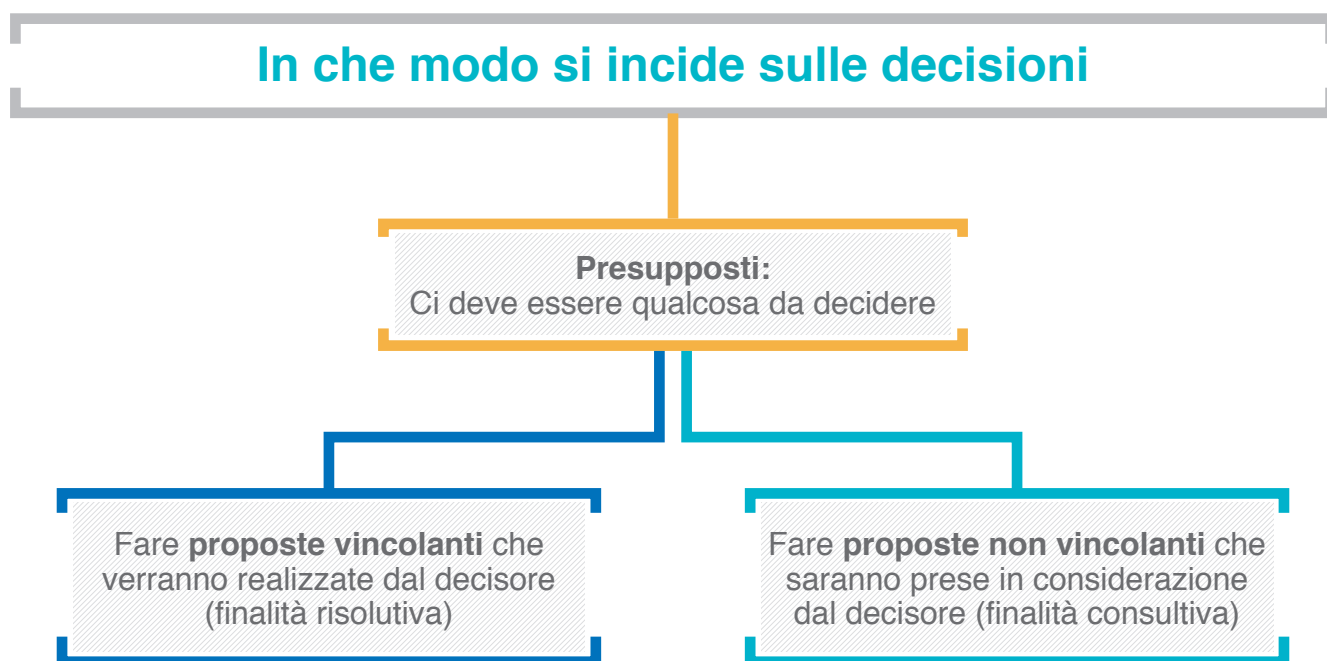 In che modo si incide sulle decisioni
Presupposti:
Ci deve essere qualcosa da decidere
Fare proposte vincolanti che
verranno realizzate dal decisore
(finalità risolutiva)
Fare proposte non vincolanti che
saranno prese in considerazione
dal decisore (finalità consultiva)